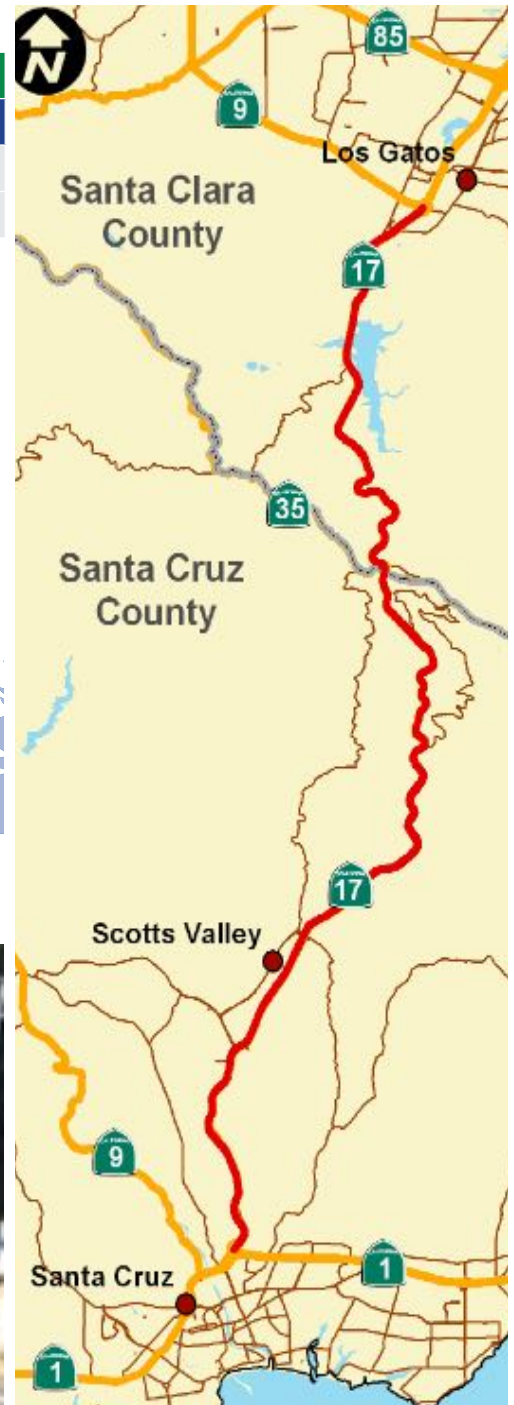 N
85
9
Los Gatos
Santa Clara
County
17
35
Santa Cruz
County
17
Scotts Valley
9
1
Santa Cruz
1